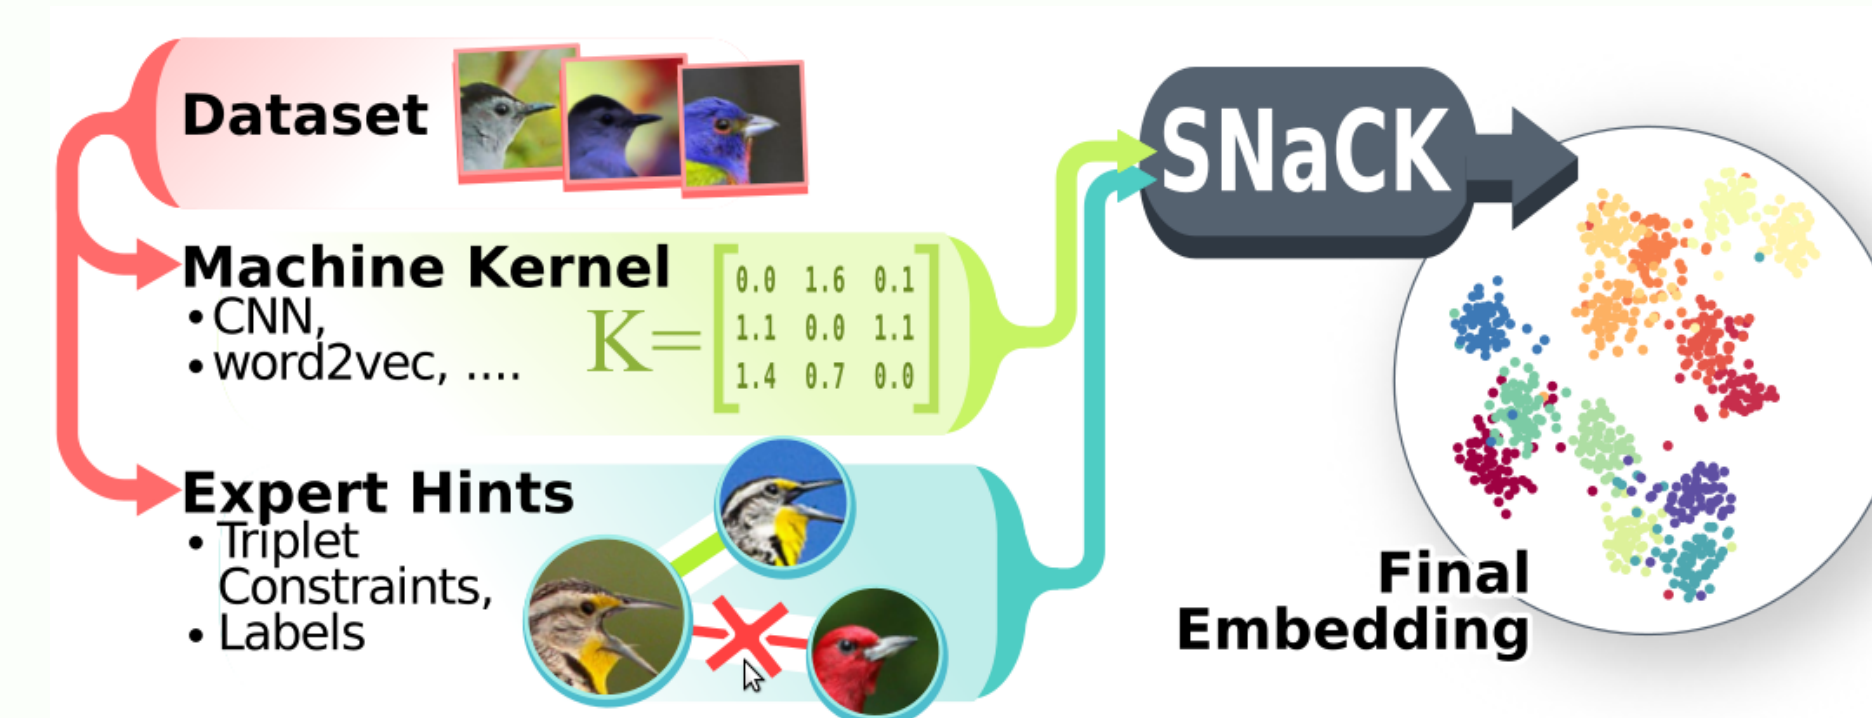 Dataset
Machine Kernel
• CNN,
• word2vec, ....
K=
0.0 1.6 0.1
1.1 0.0 1.1
1.4 0.7 0.0
Expert Hints
• Triplet
Constraints,
• Labels
SNaCK
Final
Embedding